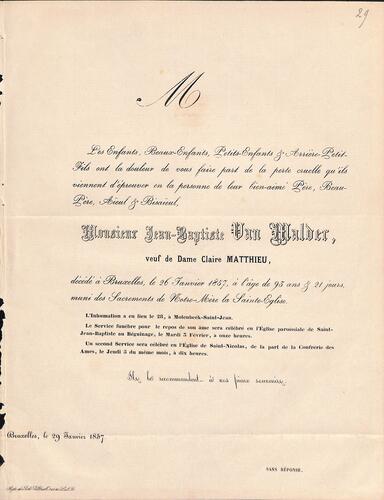 29
M
Les Enfants, Beaux-Enfants, Petits-Enfants & Arrière-Petit-
Fils ont la douleur de vous faire part de la perte cruelle qu'ils
viennent d'éprouver en la personne de leur bien-aimé Père, Beau-
Père, Aïeul & Bisaïeul,
Monsieur Jean-Baptiste Van Malder,
veuf de Dame Claire MATTHIEU,
décédé à Bruxelles, le 26 Janvier 1857, à l'âge de 93 ans & 21 jours,
muni des Sacrements de Notre-Mère la Sainte-Eglise.
L'Inhumation a eu lieu le 28, à Molenbeek-Saint-Jean.
Le Service funèbre pour le repos de son âme sera célébré en l'Église paroissiale de Saint-
Jean-Baptiste au Béguinage, le Mardi 3 Février, à onze heures.
Un second Service sera célébré en l'Église de Saint-Nicolas, de la part de la Confrerie des
Ames, le Jeudi 5 du même mois, à dix heures.
Ils le recommandent à vos pieux souvenirs.
Bruxelles, le 29 Janvier 1857
SANS RÉPONSE.